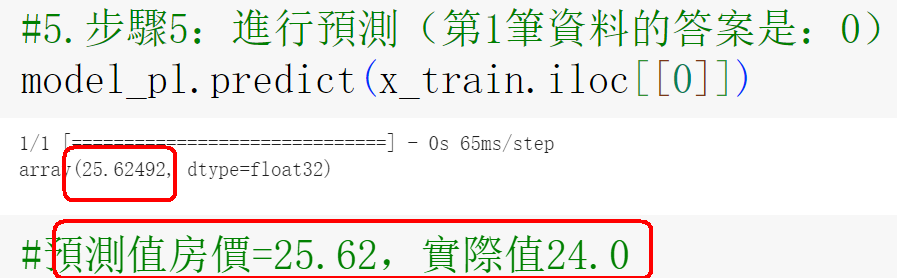 #5.步驟5：進行預測（第1筆資料的答案是：0）
model_pl.predict(x_train.iloc[[0]])
1/1 [==============================] - 0s 65ms/step
array(25.62492, dtype=float32)
#預測值房價=25.62，實際值24.0